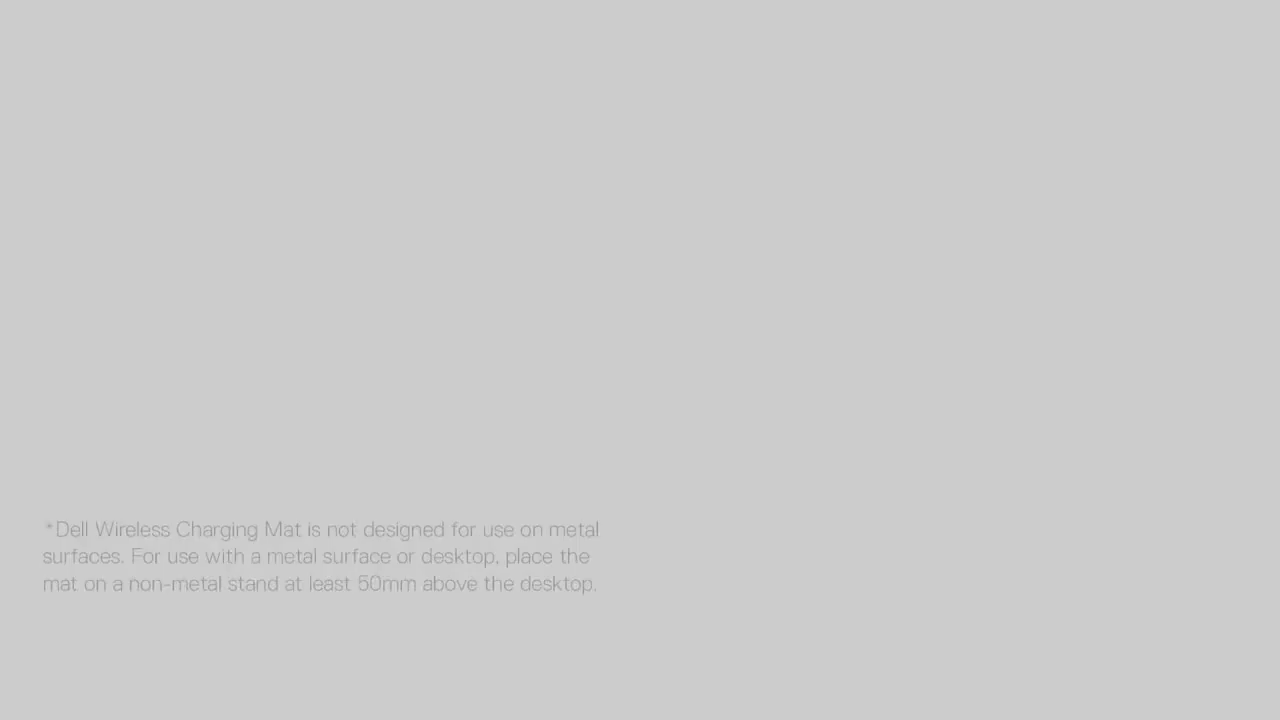 *Dell Wireless Charging Mat is not designed for use on metal
surfaces. For use with a metal surface or desktop, place the
mat on a non-metal stand at least 50mm above the desktop.